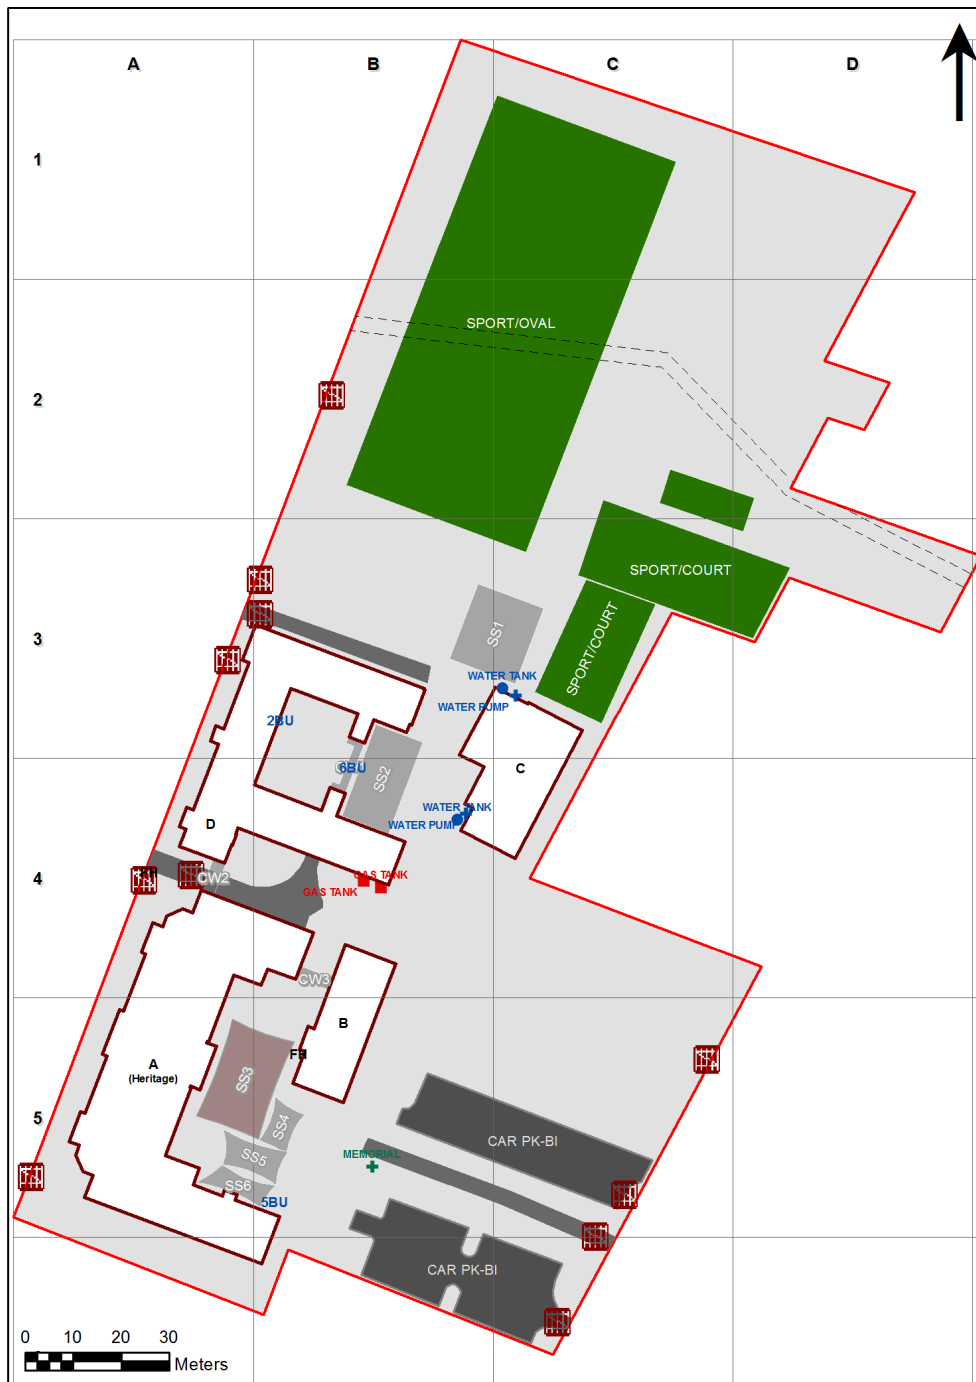 A
B
C
D
1
SPORT/OVAL
2
SPORT/COURT
3
SS1
SPORT/COURT
WATER TANK
WATER PUMP
2BU
6BU
SS2
C
WATER TANK
WATER PUMP
D
4
FH
CW2
GAS TANK
GAS TANK
CW3
B
FH
A
(Heritage)
SS3
5
SS4
CAR PK-BI
SS5
MEMORIAL
SS6
5BU
CAR PK-BI
0 10 20 30
Meters